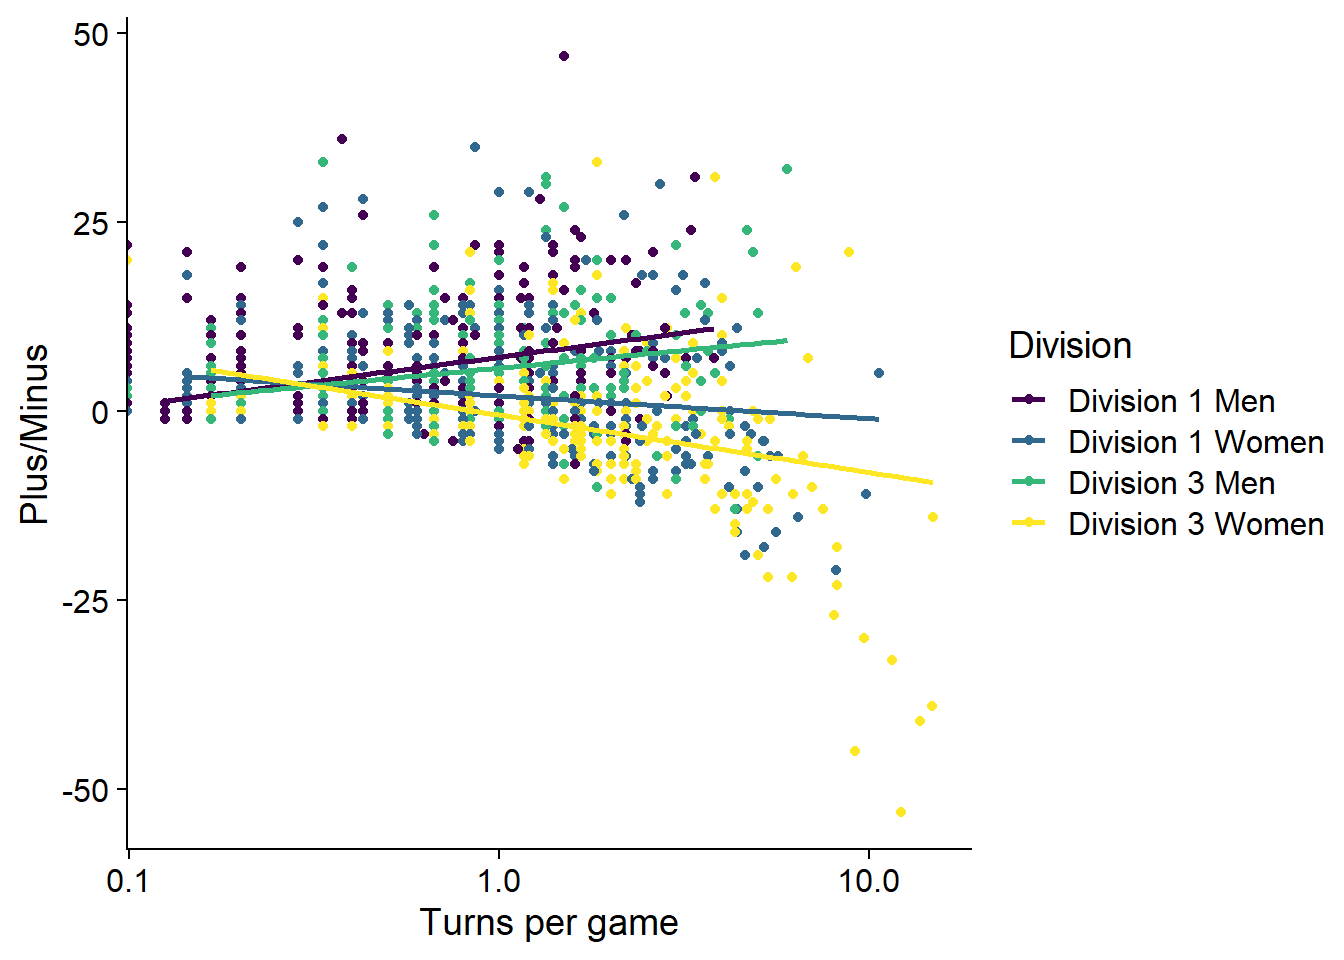 50
25
0
-25
-50
Plus/Minus
0.1
1.0
10.0
Turns per game
Division
Division 1 Men
Division 1 Women
Division 3 Men
Division 3 Women